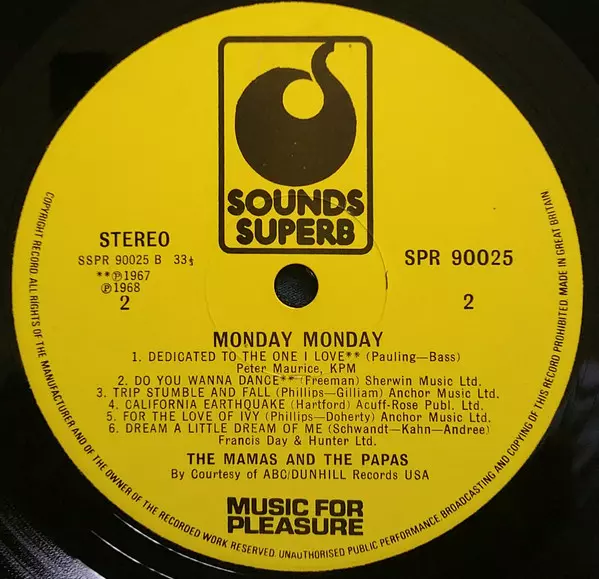 SOUNDS
SUPERB
STEREO
SSPR 90025 B 33⅓
**Ⓟ1967
Ⓟ1968
2
SPR 90025
2
MONDAY MONDAY
1. DEDICATED TO THE ONE I LOVE** (Pauling—Bass)
Peter Maurice, KPM
2. DO YOU WANNA DANCE** (Freeman) Sherwin Music Ltd.
3. TRIP STUMBLE AND FALL (Phillips—Gilliam) Anchor Music Ltd.
4. CALIFORNIA EARTHQUAKE (Hartford) Acuff-Rose Publ. Ltd.
5. FOR THE LOVE OF IVY (Phillips—Doherty) Anchor Music Ltd.
6. DREAM A LITTLE DREAM OF ME (Schwandt—Kahn—Andree)
Francis Day & Hunter Ltd.
THE MAMAS AND THE PAPAS
By Courtesy of ABC/DUNHILL Records USA
MUSIC FOR
PLEASURE
COPYRIGHT RECORD. ALL RIGHTS OF THE MANUFACTURER AND OF THE OWNER OF THE RECORDED WORK RESERVED. UNAUTHORISED PUBLIC PERFORMANCE, BROADCASTING AND COPYING OF THIS RECORD PROHIBITED. MADE IN GREAT BRITAIN